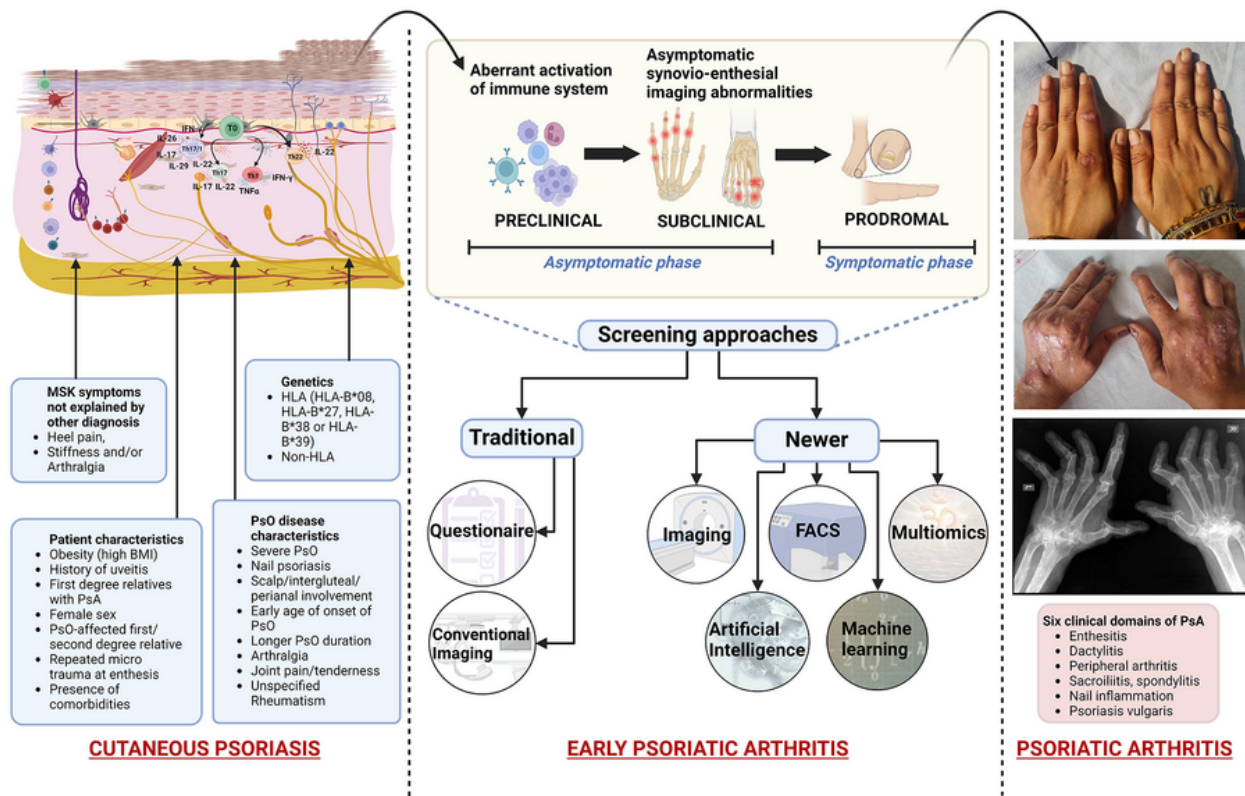 IFN-γ
T0
IL-26
Th17/1
IL-17
IL-29
IL-22
Th17
IL-17
IL-22
Th1
TNFα
IFN-γ
Th22
IL-22
MSK symptoms
not explained by
other diagnosis
• Heel pain,
• Stiffness and/or
Arthralgia
Genetics
• HLA (HLA-B*08,
HLA-B*27, HLA-
B*38 or HLA-
B*39)
• Non-HLA
Patient characteristics
• Obesity (high BMI)
• History of uveitis
• First degree relatives
with PsA
• Female sex
• PsO-affected first/
second degree relative
• Repeated micro
trauma at enthesis
• Presence of
comorbidities
PsO disease
characteristics
• Severe PsO
• Nail psoriasis
• Scalp/intergluteal/
perianal involvement
• Early age of onset of
PsO
• Longer PsO duration
• Arthralgia
• Joint pain/tenderness
• Unspecified
Rheumatism
CUTANEOUS PSORIASIS
Aberrant activation
of immune system
Asymptomatic
synovio-enthesial
imaging abnormalities
PRECLINICAL
SUBCLINICAL
PRODROMAL
Asymptomatic phase
Symptomatic phase
Screening approaches
Traditional
Newer
Questionaire
Conventional
Imaging
Imaging
FACS
Multiomics
Artificial
Intelligence
Machine
learning
EARLY PSORIATIC ARTHRITIS
Six clinical domains of PsA
• Enthesitis
• Dactylitis
• Peripheral arthritis
• Sacroiliitis, spondylitis
• Nail inflammation
• Psoriasis vulgaris
PSORIATIC ARTHRITIS